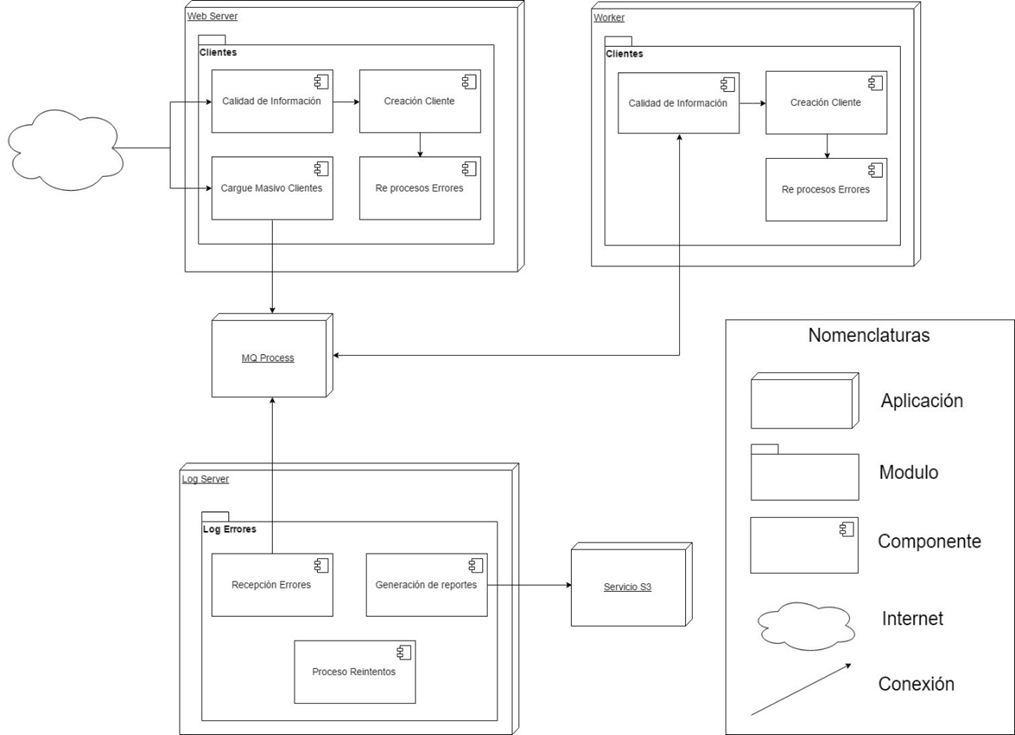 Web Server
Clientes
Calidad de Información
Creación Cliente
Cargue Masivo Clientes
Re procesos Errores
Worker
Clientes
Calidad de Información
Creación Cliente
Re procesos Errores
MQ Process
Log Server
Log Errores
Recepción Errores
Generación de reportes
Proceso Reintentos
Servicio S3
Nomenclaturas
Aplicación
Modulo
Componente
Internet
Conexión